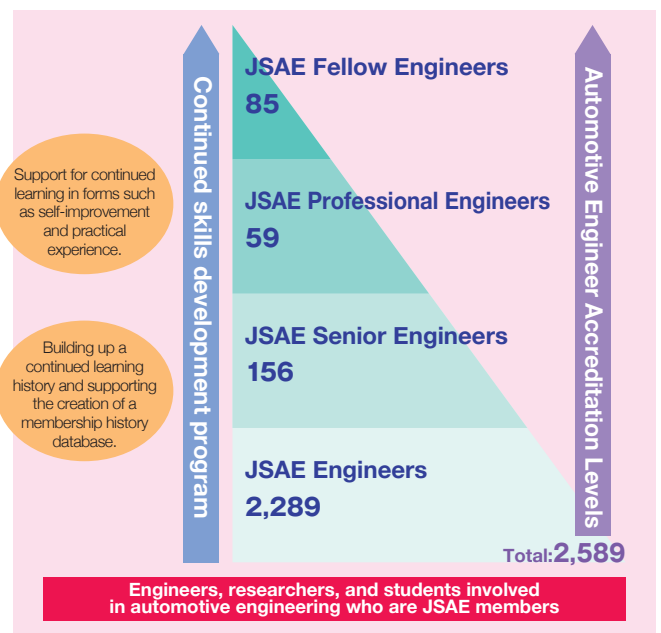 JSAE Fellow Engineers
85
JSAE Professional Engineers
59
JSAE Senior Engineers
156
JSAE Engineers
2,289
Total:2,589
Continued skills development program
Automotive Engineer Accreditation Levels
Support for continued
learning in forms such
as self-improvement
and practical
experience.
Building up a
continued learning
history and supporting
the creation of a
membership history
database.
Engineers, researchers, and students involved
in automotive engineering who are JSAE members